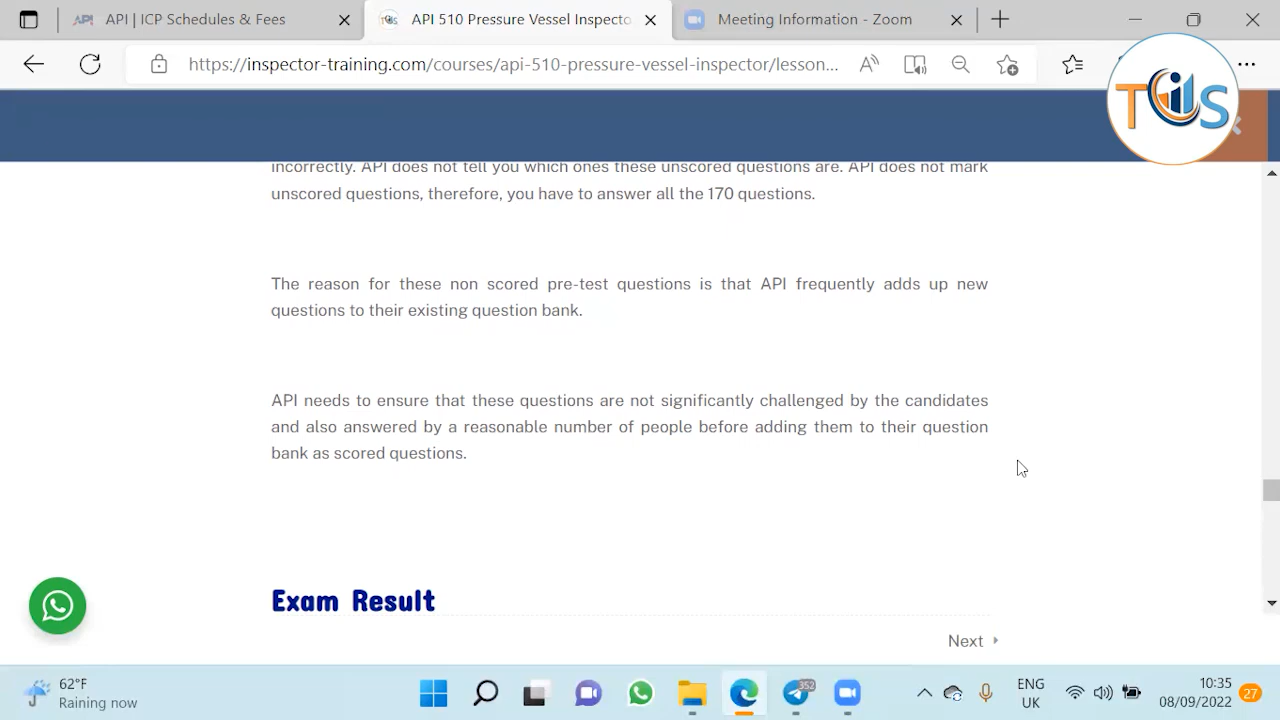 API | ICP Schedules & Fees
API 510 Pressure Vessel Inspecto
Meeting Information - Zoom
https://inspector-training.com/courses/api-510-pressure-vessel-inspector/lesson...
TIS
incorrectly. API does not tell you which ones these unscored questions are. API does not mark
unscored questions, therefore, you have to answer all the 170 questions.
The reason for these non scored pre-test questions is that API frequently adds up new
questions to their existing question bank.
API needs to ensure that these questions are not significantly challenged by the candidates
and also answered by a reasonable number of people before adding them to their question
bank as scored questions.
Exam Result
Next
62°F
Raining now
352
ENG
UK
10:35
08/09/2022
27